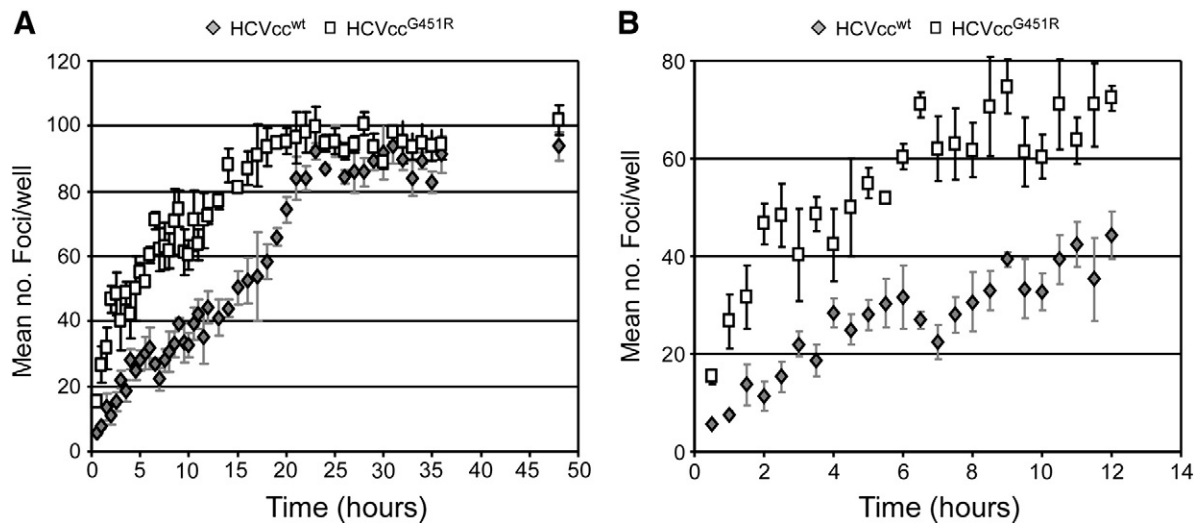 A
HCVcc^wt HCVcc^G451R
Mean no. Foci/well
120
100
80
60
40
20
0
0 5 10 15 20 25 30 35 40 45 50
Time (hours)
B
HCVcc^wt HCVcc^G451R
Mean no. Foci/well
80
60
40
20
0
0 2 4 6 8 10 12 14
Time (hours)